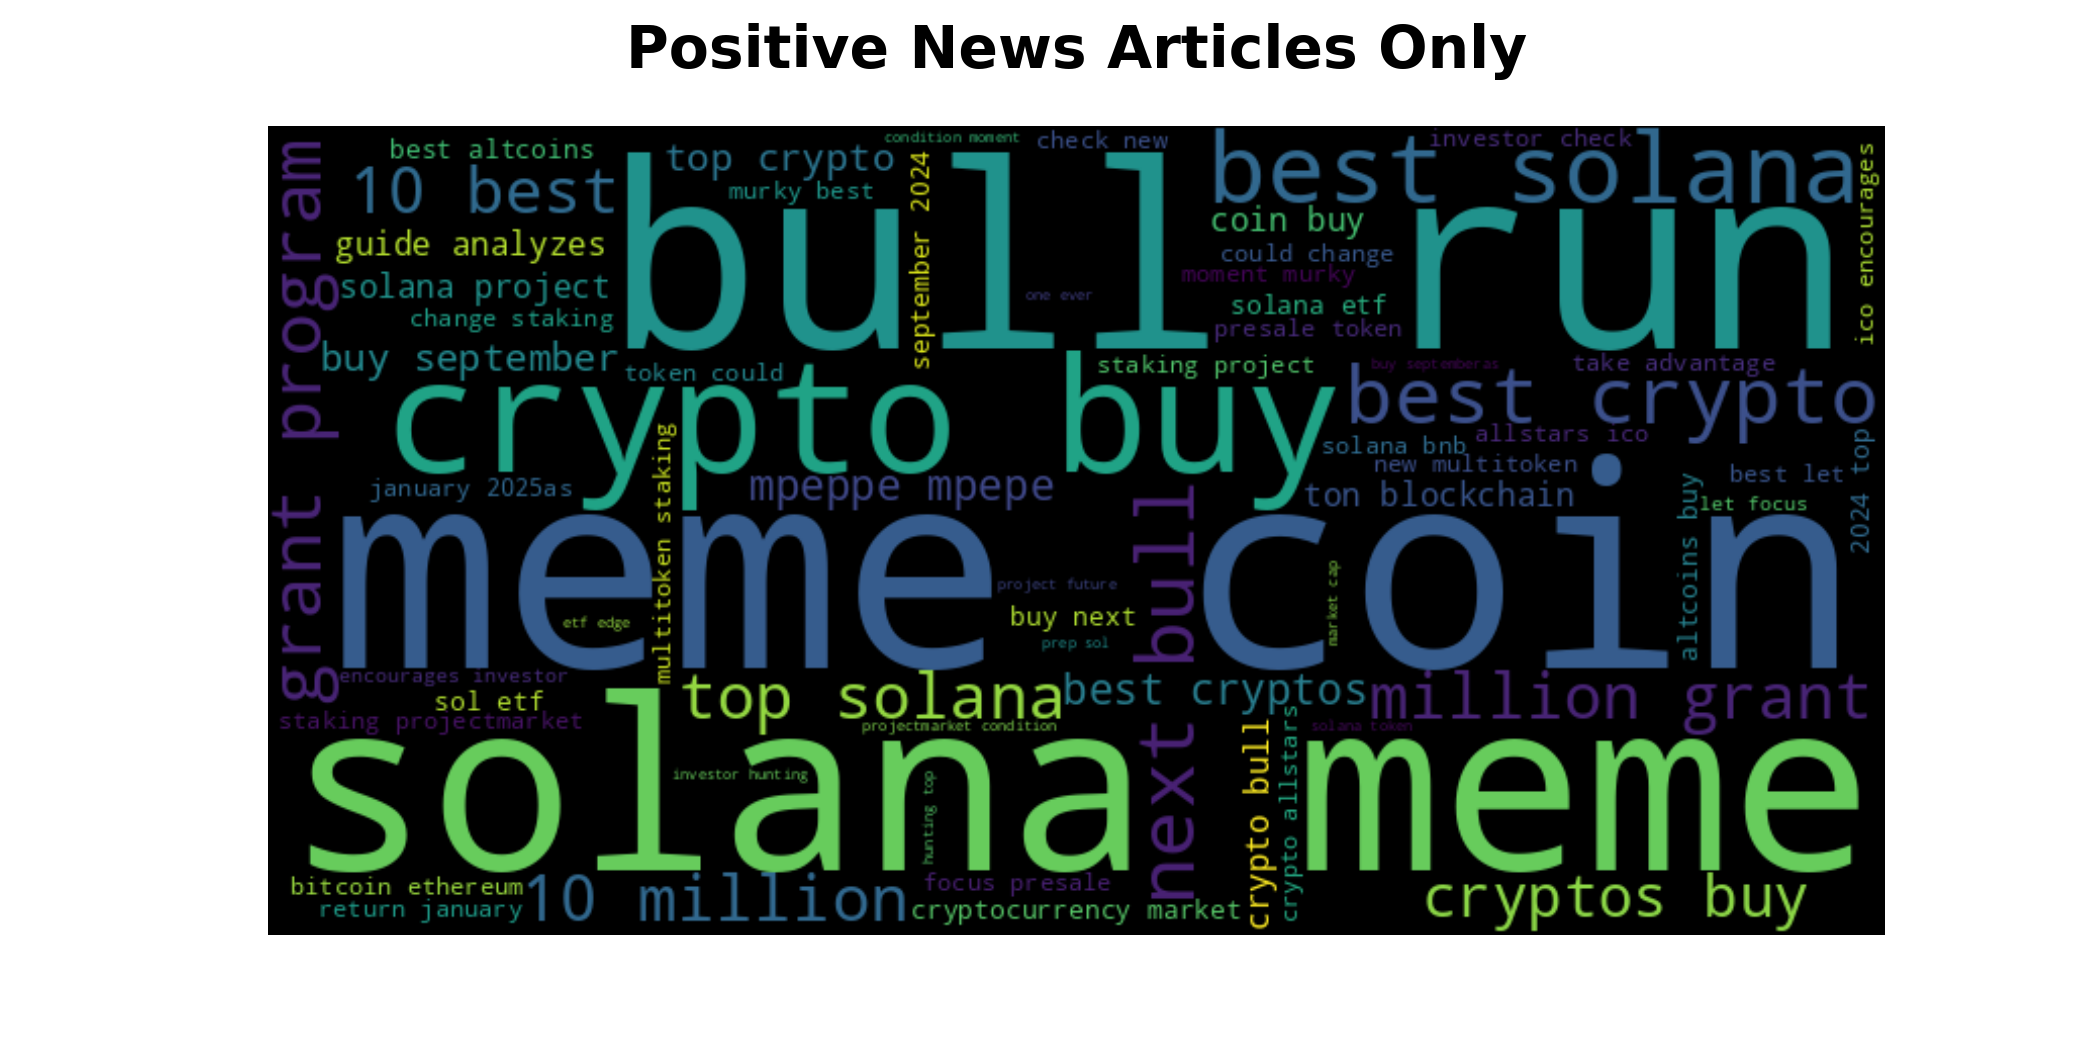 Positive News Articles Only
condition moment
check new
investor check
best altcoins
top crypto
best solana
10 best
murky best
bull run
september 2024
ico encourages
grant program
guide analyzes
coin buy
could change
moment murky
solana project
one ever
solana etf
change staking
presale token
buy september
token could
staking project
buy septemberas
take advantage
crypto buy
best crypto
allstars ico
solana bnb
new multitoken
2024 top
january 2025as
multitoken staking
mpeppe mpepe
ton blockchain
best let
let focus
altcoins buy
meme coin
next bull
project future
market cap
etf edge
buy next
prep sol
encourages investor
sol etf
top solana
best cryptos
million grant
staking projectmarket
projectmarket condition
solana token
solana meme
investor hunting
hunting top
crypto bull
crypto allstars
bitcoin ethereum
10 million
focus presale
cryptos buy
return january
cryptocurrency market